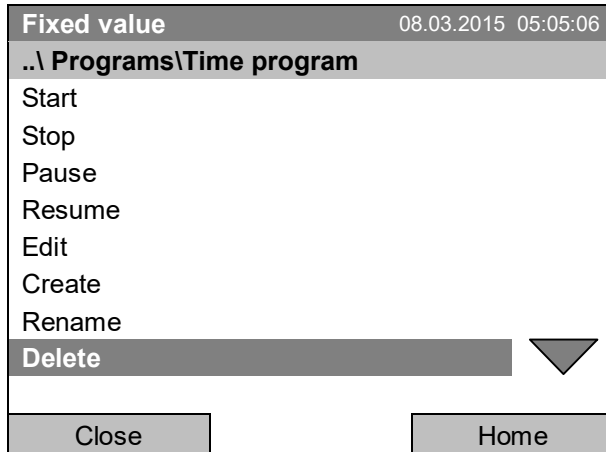 Fixed value 08.03.2015 05:05:06
..\ Programs\Time program
Start
Stop
Pause
Resume
Edit
Create
Rename
Delete
Close Home